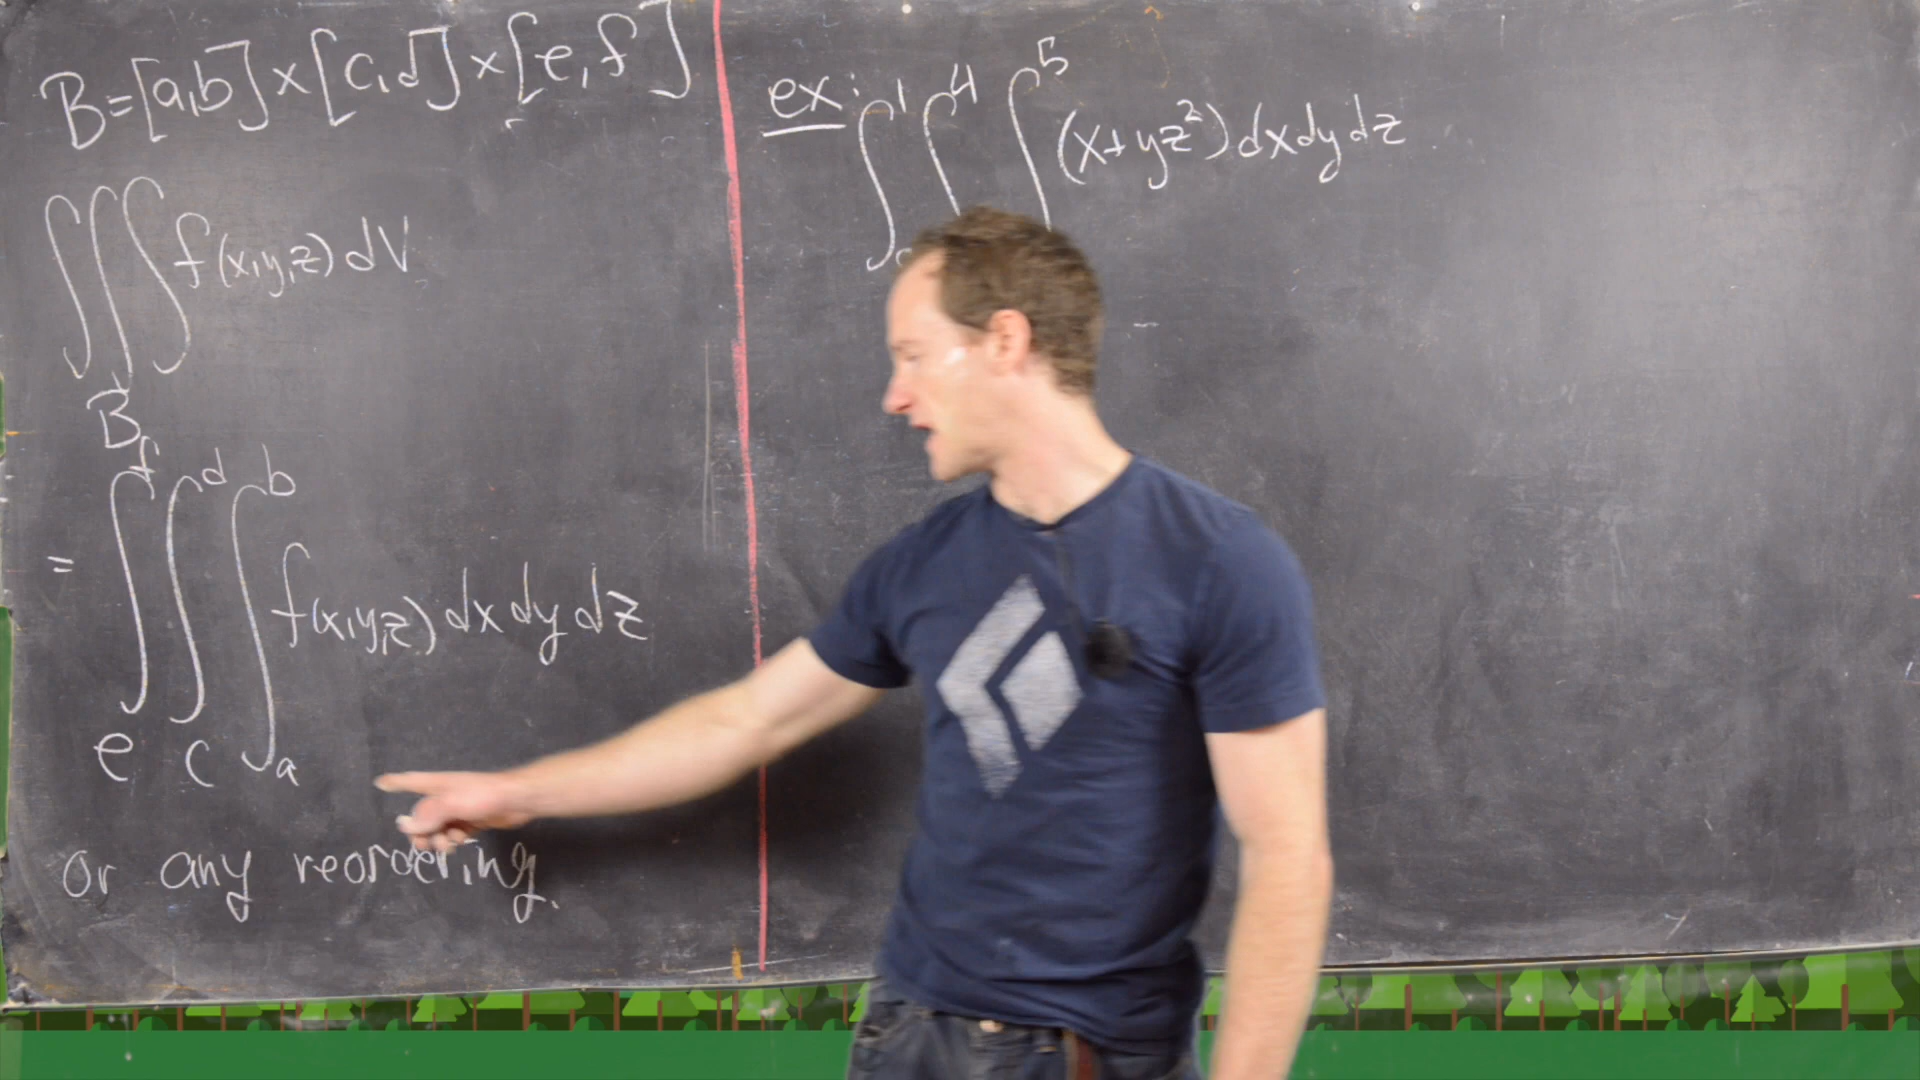 B=[a,b]×[c,d]×[e,f]
∭_B f(x,y,z) dV
= ∫_e^f ∫_c^d ∫_a^b f(x,y,z) dx dy dz
or any reordering.
ex: ∫^1 ∫^4 ∫^5 (x+yz²) dx dy dz